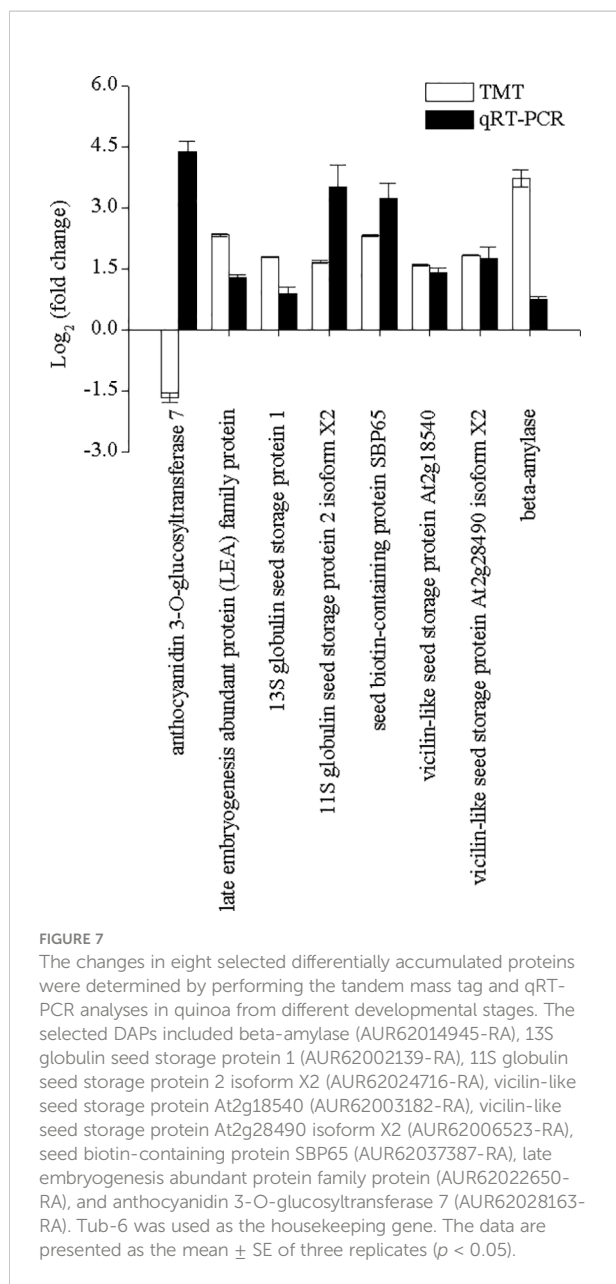 TMT
qRT-PCR
6.0
4.5
3.0
1.5
0.0
-1.5
-3.0
Log2 (fold change)
anthocyanidin 3-O-glucosyltransferase 7
late embryogenesis abundant protein (LEA) family protein
13S globulin seed storage protein 1
11S globulin seed storage protein 2 isoform X2
seed biotin-containing protein SBP65
vicilin-like seed storage protein At2g18540
vicilin-like seed storage protein At2g28490 isoform X2
beta-amylase
FIGURE 7
The changes in eight selected differentially accumulated proteins
were determined by performing the tandem mass tag and qRT-
PCR analyses in quinoa from different developmental stages. The
selected DAPs included beta-amylase (AUR62014945-RA), 13S
globulin seed storage protein 1 (AUR62002139-RA), 11S globulin
seed storage protein 2 isoform X2 (AUR62024716-RA), vicilin-like
seed storage protein At2g18540 (AUR62003182-RA), vicilin-like
seed storage protein At2g28490 isoform X2 (AUR62006523-RA),
seed biotin-containing protein SBP65 (AUR62037387-RA), late
embryogenesis abundant protein family protein (AUR62022650-
RA), and anthocyanidin 3-O-glucosyltransferase 7 (AUR62028163-
RA). Tub-6 was used as the housekeeping gene. The data are
presented as the mean ± SE of three replicates (p < 0.05).